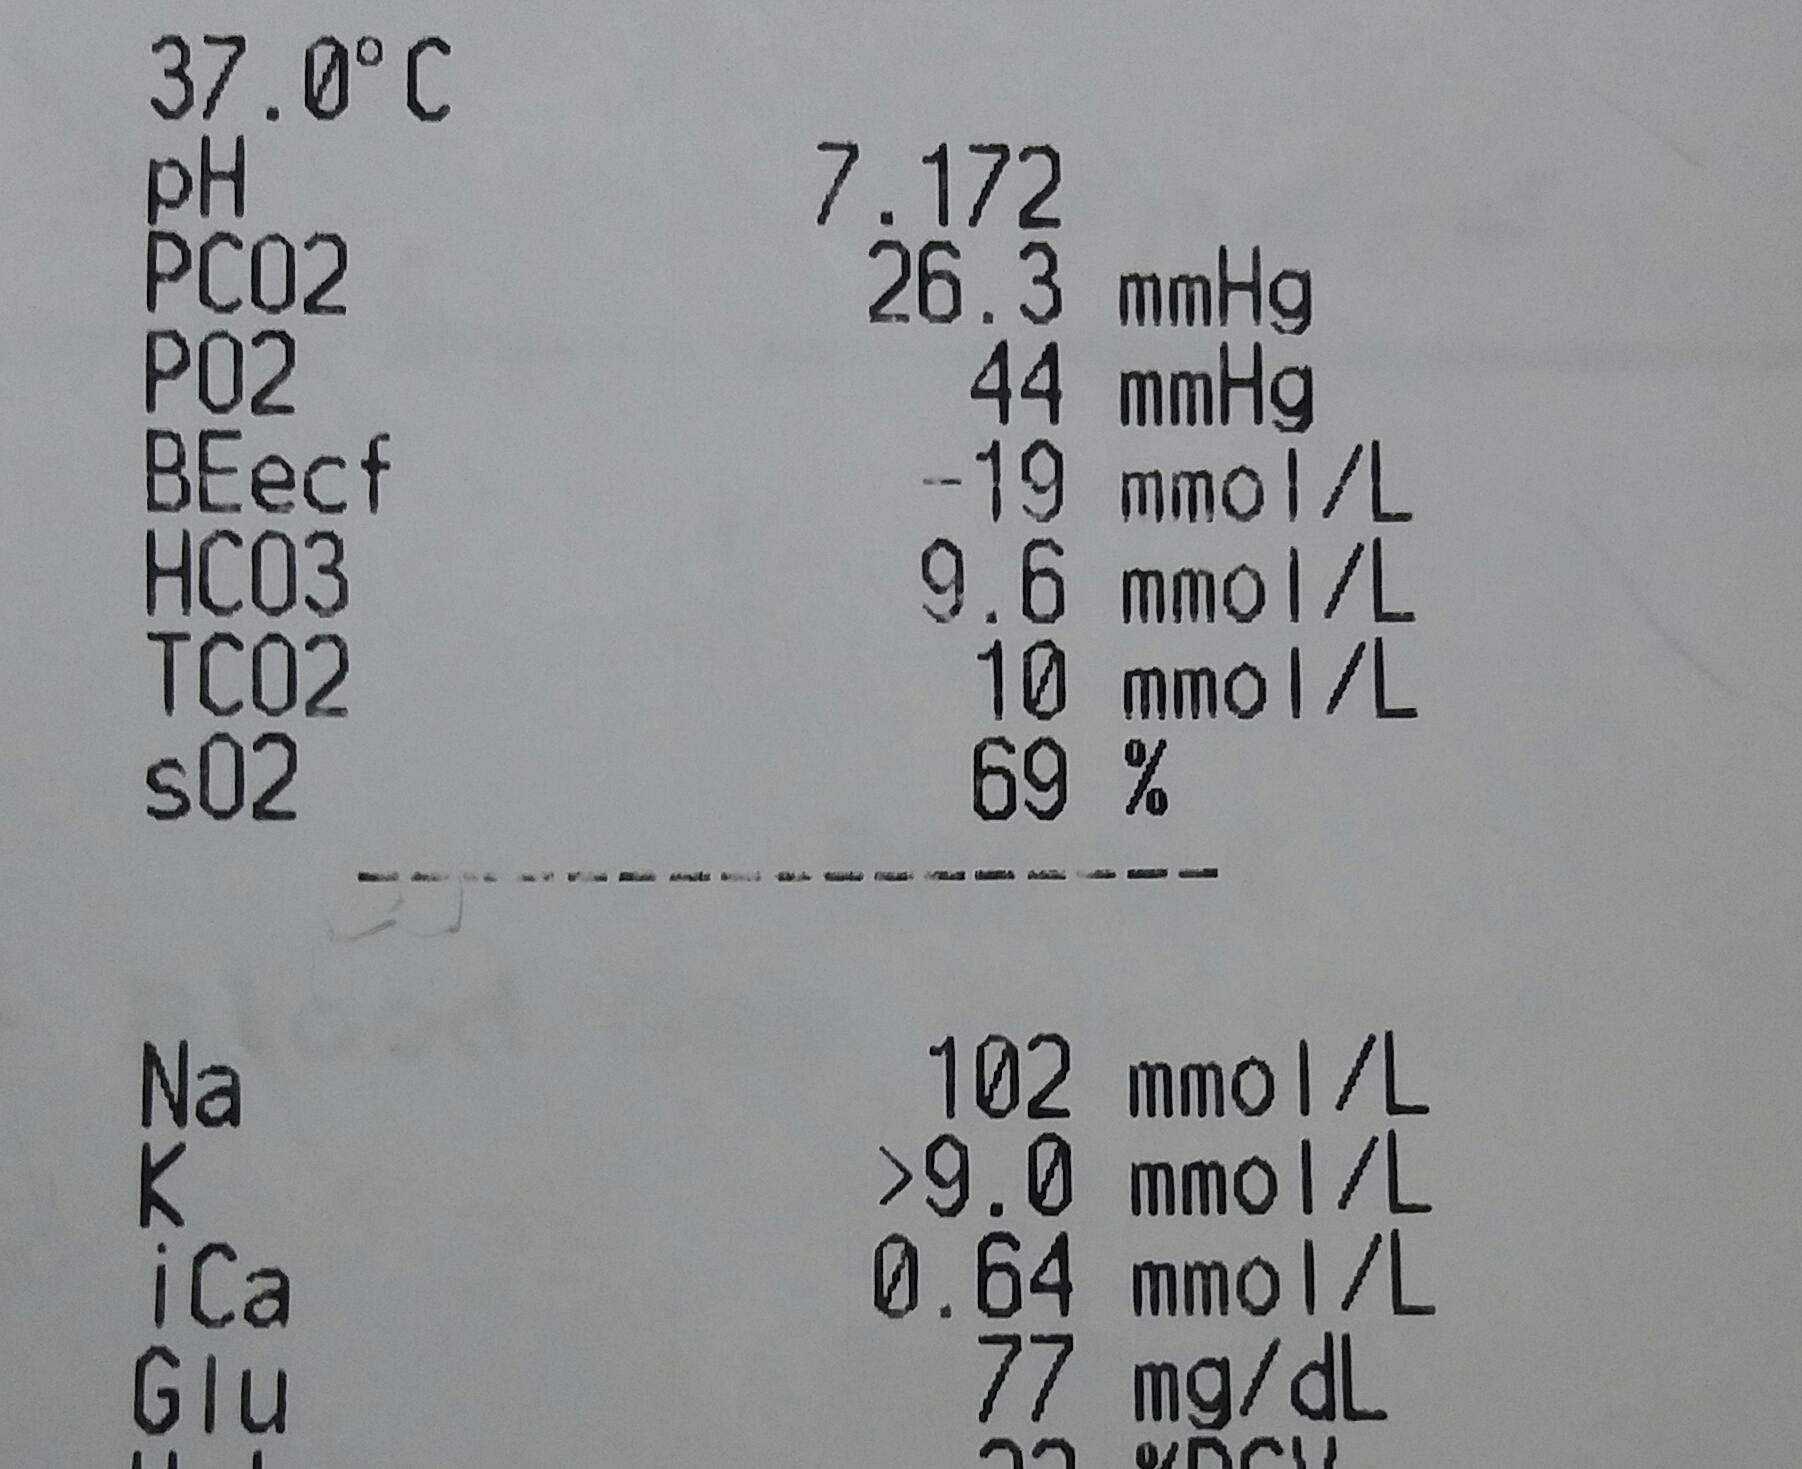 37.0°C
pH 7.172
PCO2 26.3 mmHg
PO2 44 mmHg
BEecf -19 mmol/L
HCO3 9.6 mmol/L
TCO2 10 mmol/L
sO2 69 %
-----------------
Na 102 mmol/L
K >9.0 mmol/L
iCa 0.64 mmol/L
Glu 77 mg/dL